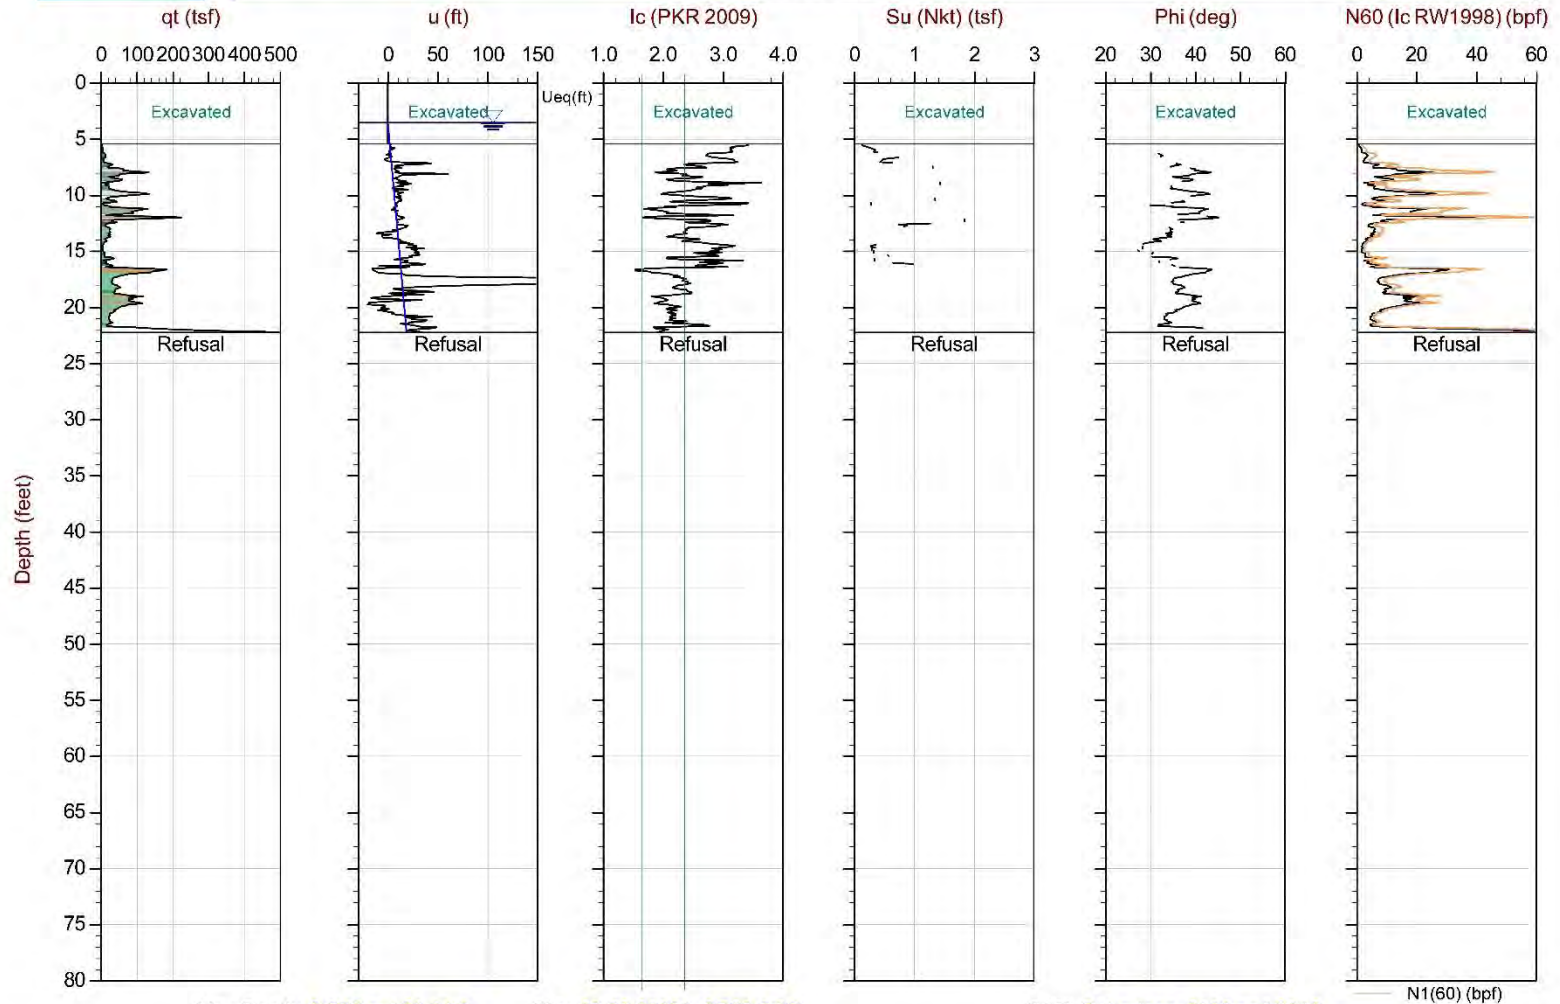 qt (tsf) u (ft) Ic (PKR 2009) Su (Nkt) (tsf) Phi (deg) N60 (Ic RW1998) (bpf)
0 100 200 300 400 500 0 50 100 150 1.0 2.0 3.0 4.0 0 1 2 3 20 30 40 50 60 0 20 40 60
0
Ueq(ft)
Excavated Excavated Excavated Excavated Excavated Excavated
5
10
15
20
Refusal Refusal Refusal Refusal Refusal Refusal
25
30
35
40
Depth (feet)
45
50
55
60
65
70
75
80
N1(60) (bpf)